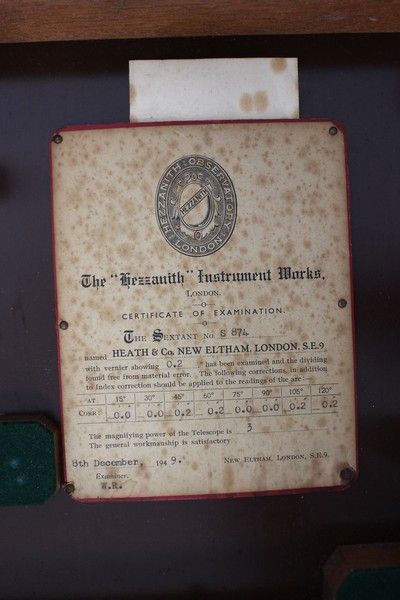 HEZZANITH OBSERVATORY
HEZZANITH
LONDON
The "Hezzanith" Instrument Works,
LONDON.
CERTIFICATE OF EXAMINATION.
THE SEXTANT No S 874
named HEATH & Co, NEW ELTHAM, LONDON, S.E.9.
with vernier showing 0.2 has been examined and the dividing
found free from material error. The following corrections, in addition
to Index correction should be applied to the readings of the arc:—
AT 15° 30° 45° 60° 75° 90° 105° 120°
CORR: 0.0 0.0 0.2 0.2 0.0 0.0 0.2 0.2
The magnifying power of the Telescope is 3
The general workmanship is satisfactory
8th December, 1949. NEW ELTHAM, LONDON, S.E.9.
Examiner,
W.R.